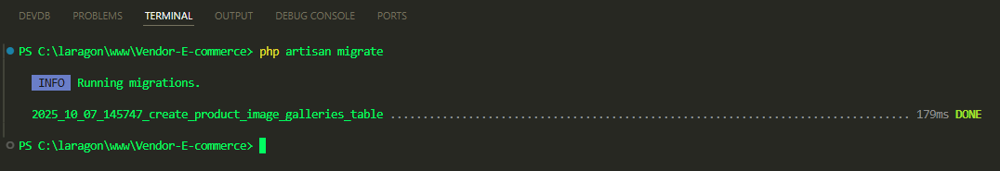 DEVDB PROBLEMS TERMINAL OUTPUT DEBUG CONSOLE PORTS
PS C:\laragon\www\Vendor-E-commerce> php artisan migrate
INFO Running migrations.
2025_10_07_145747_create_product_image_galleries_table ................................................................................ 179ms DONE
PS C:\laragon\www\Vendor-E-commerce>